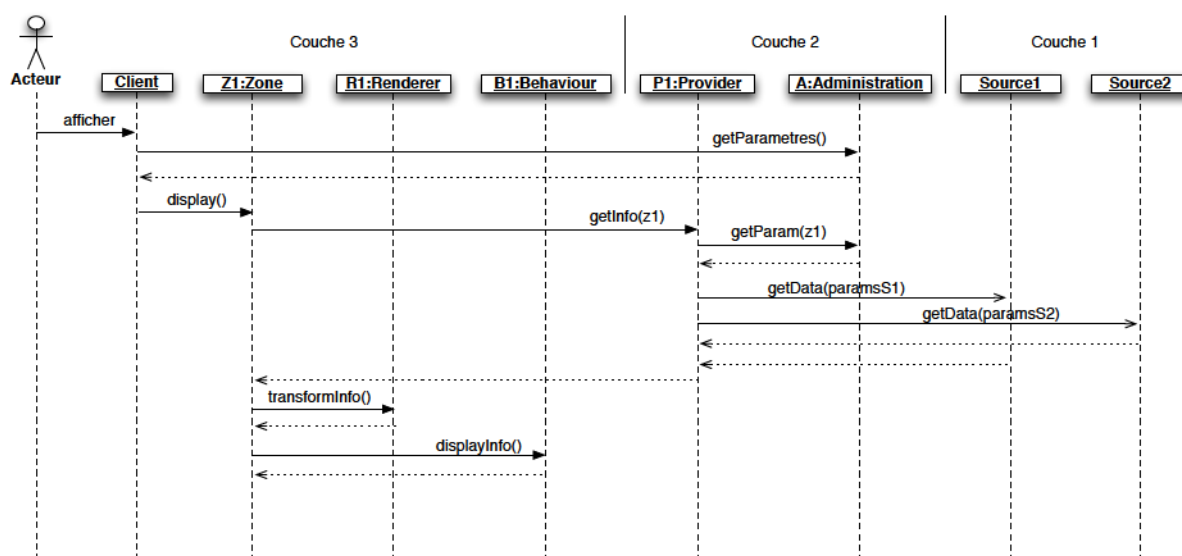 Couche 3
Couche 2
Couche 1
Acteur
Client
Z1:Zone
R1:Renderer
B1:Behaviour
P1:Provider
A:Administration
Source1
Source2
afficher
getParametres()
display()
getInfo(z1)
getParam(z1)
getData(paramsS1)
getData(paramsS2)
transformInfo()
displayInfo()